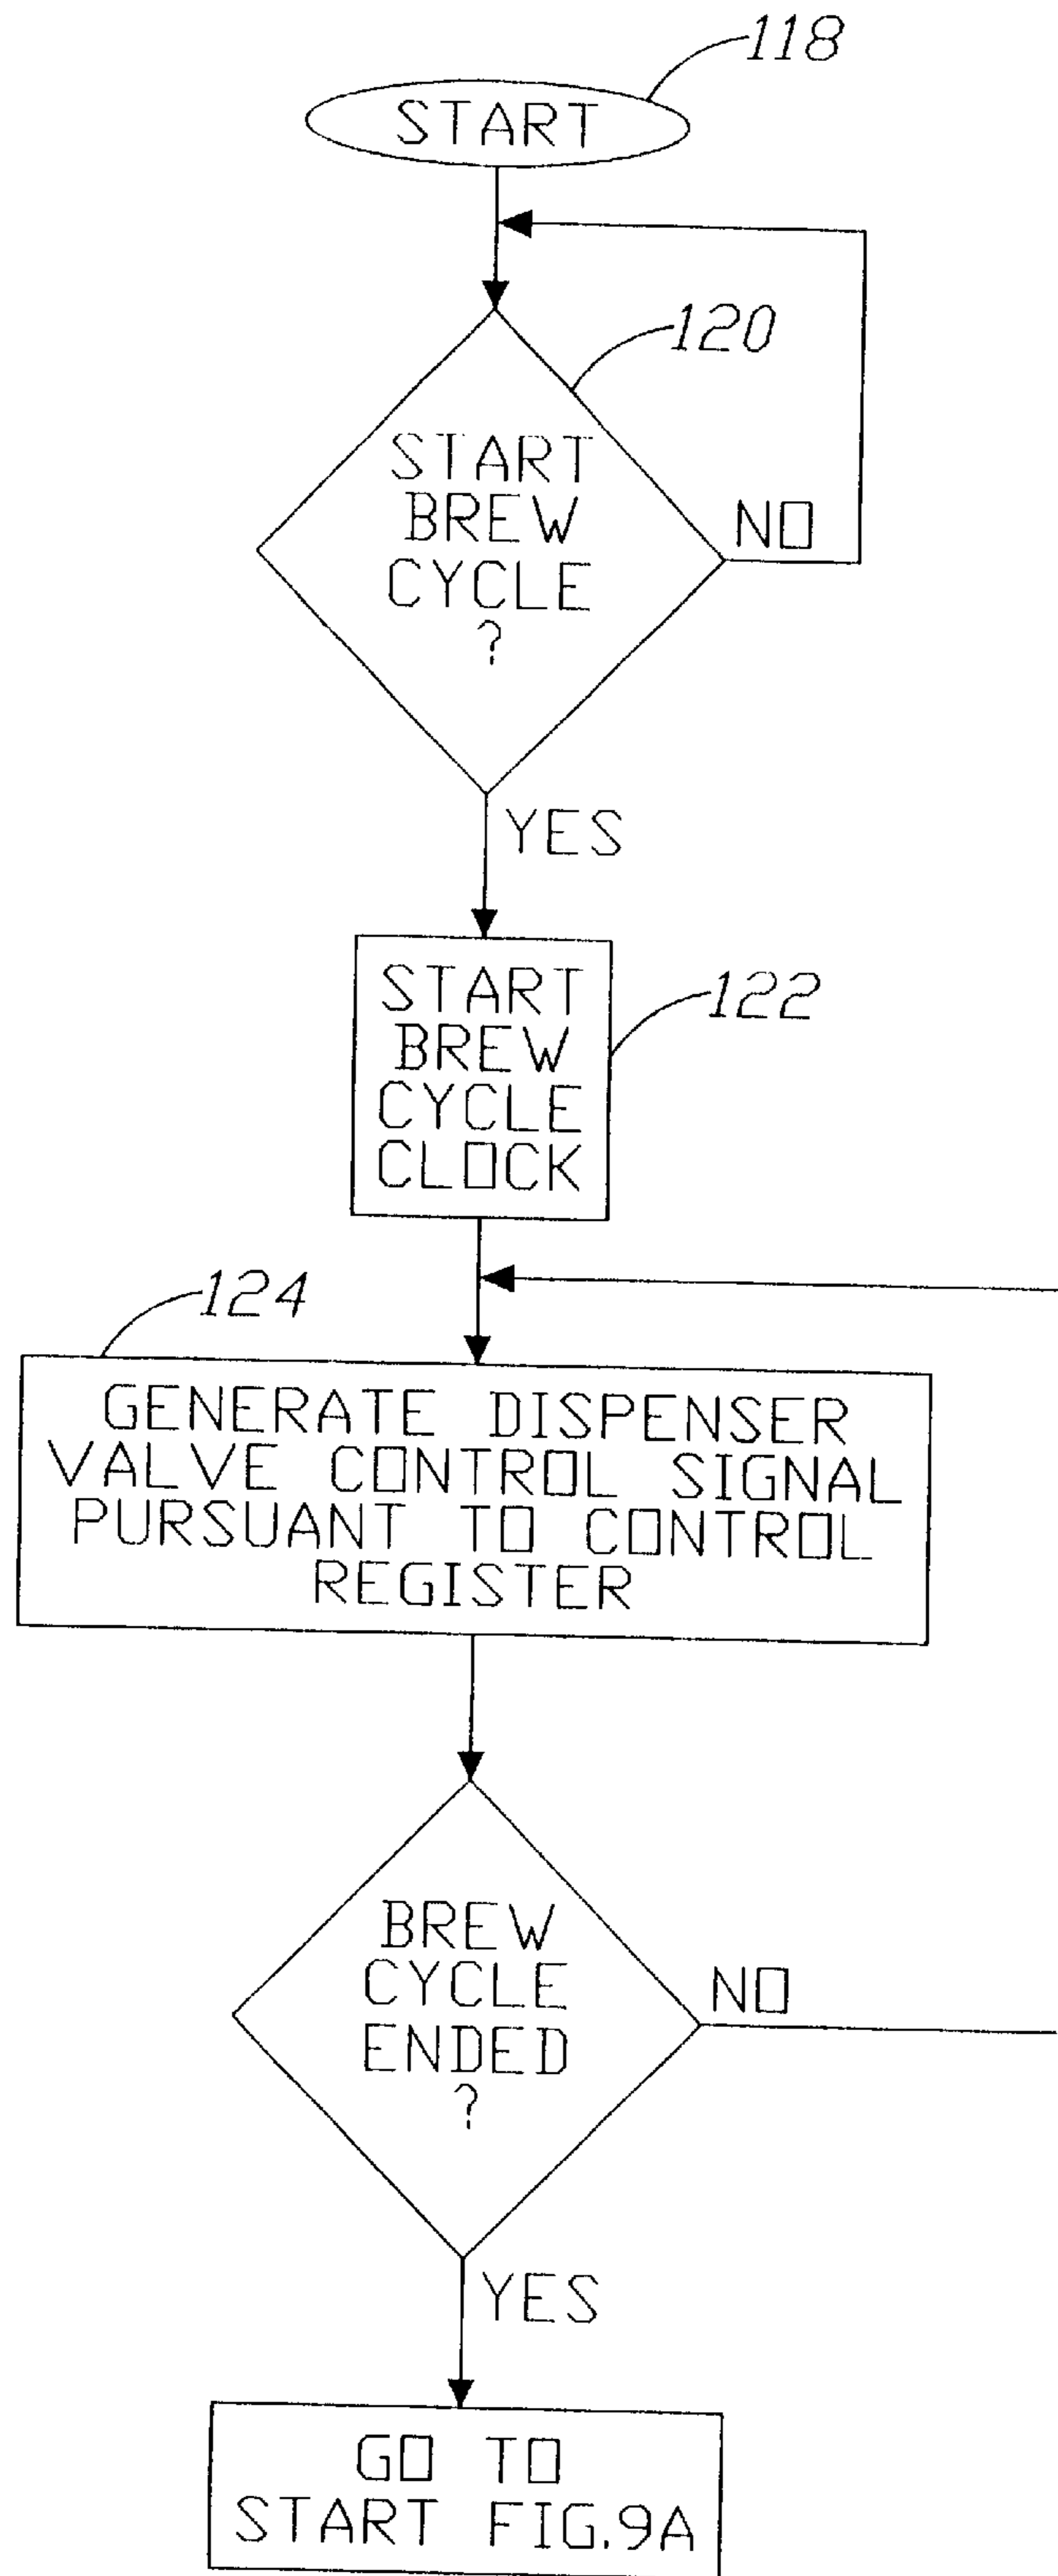 118
START
120
START
BREW
CYCLE
?
NO
YES
START
BREW
CYCLE
CLOCK
122
124
GENERATE DISPENSER
VALVE CONTROL SIGNAL
PURSUANT TO CONTROL
REGISTER
BREW
CYCLE
ENDED
?
NO
YES
GO TO
START FIG.9A